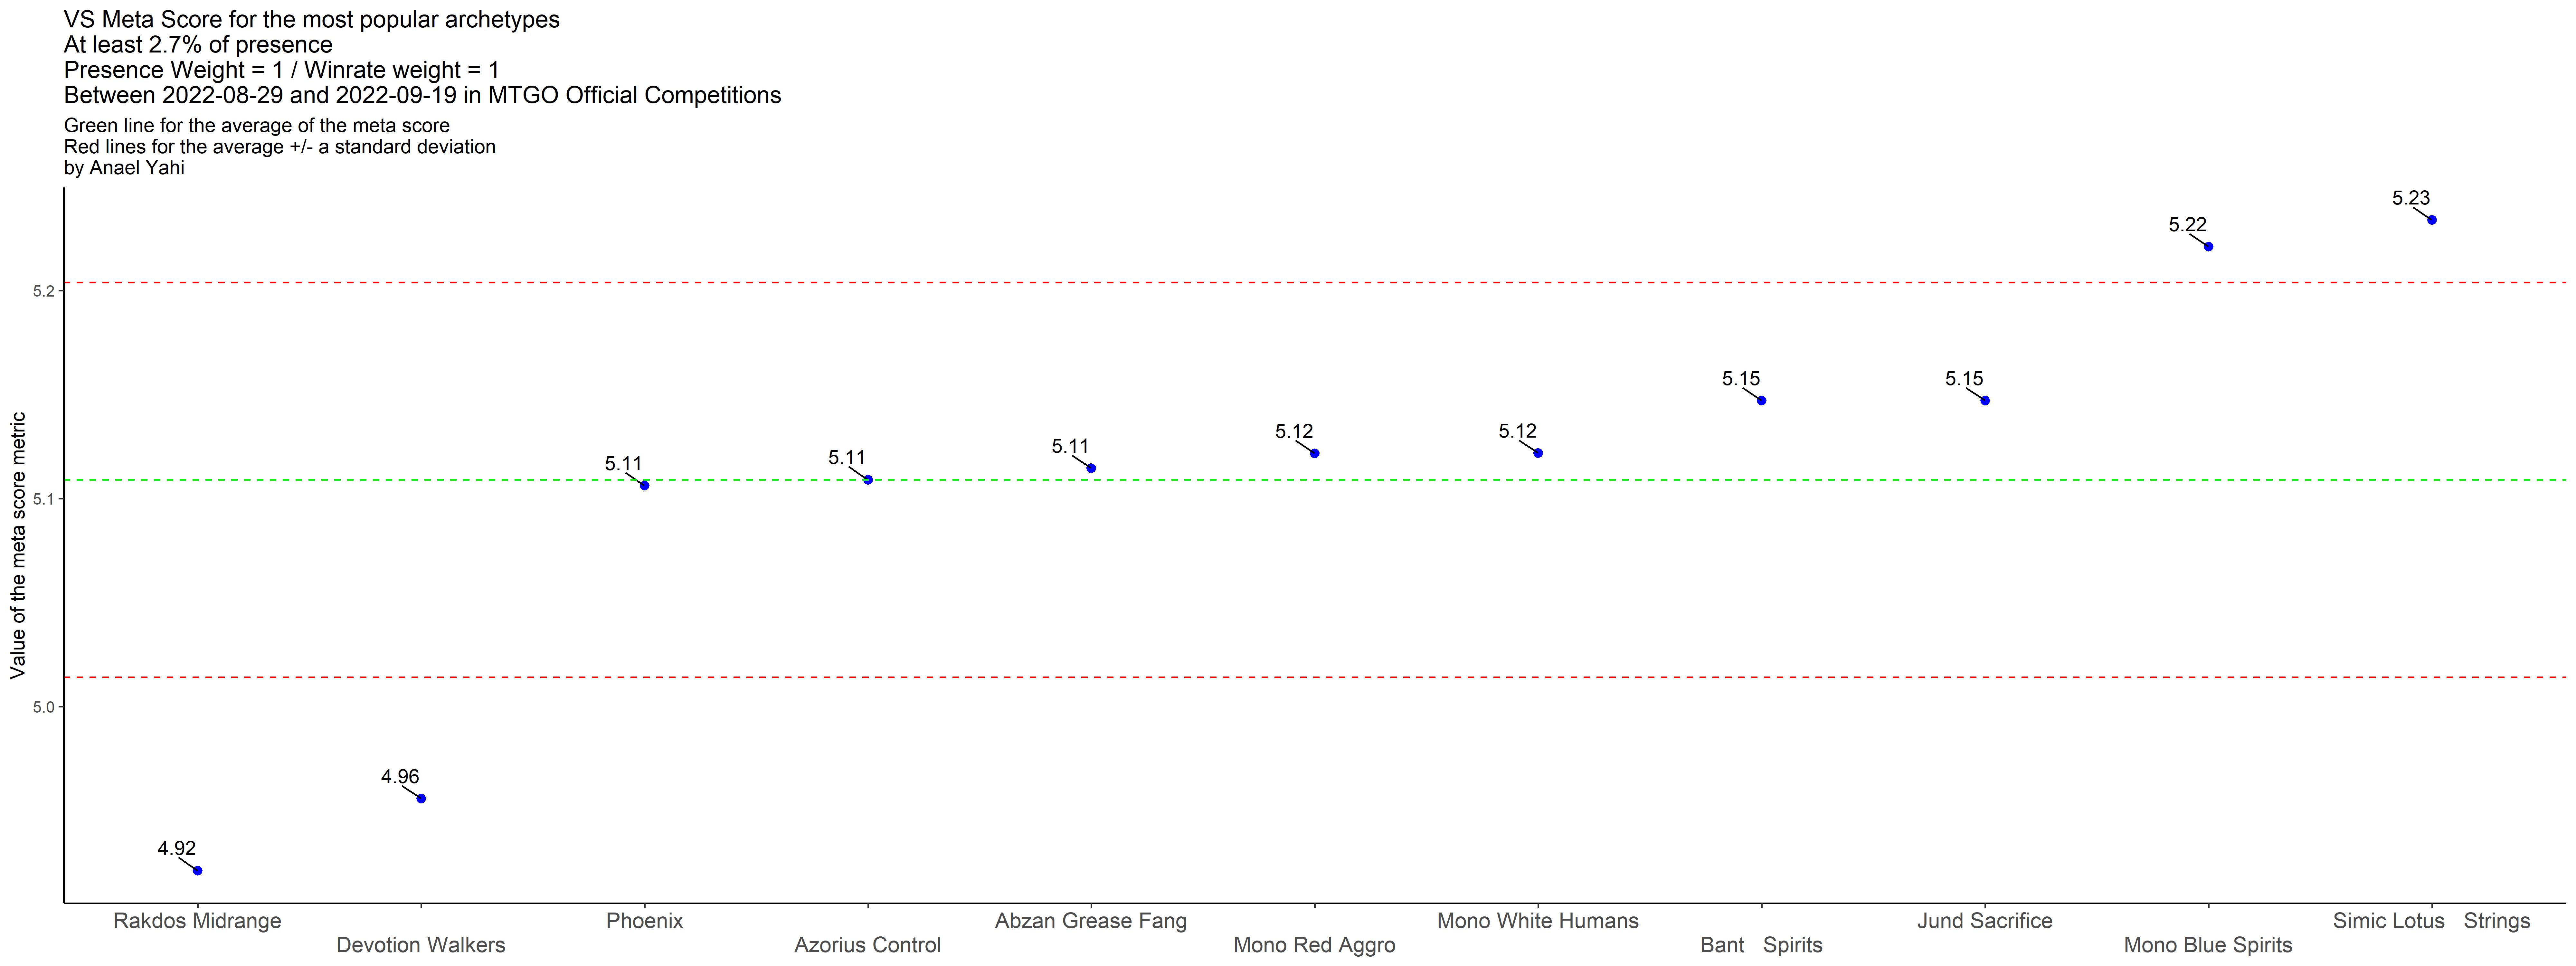 VS Meta Score for the most popular archetypes
At least 2.7% of presence
Presence Weight = 1 / Winrate weight = 1
Between 2022-08-29 and 2022-09-19 in MTGO Official Competitions
Green line for the average of the meta score
Red lines for the average +/- a standard deviation
by Anael Yahi
Value of the meta score metric
5.2
5.1
5.0
4.92
4.96
5.11
5.11
5.11
5.12
5.12
5.15
5.15
5.22
5.23
Rakdos Midrange
Devotion Walkers
Phoenix
Azorius Control
Abzan Grease Fang
Mono Red Aggro
Mono White Humans
Bant   Spirits
Jund Sacrifice
Mono Blue Spirits
Simic Lotus   Strings